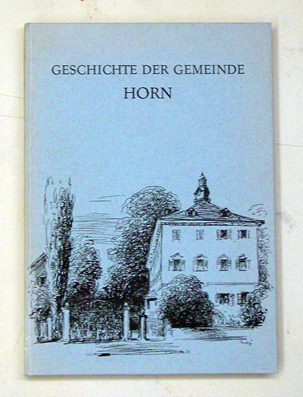 GESCHICHTE DER GEMEINDE
HORN